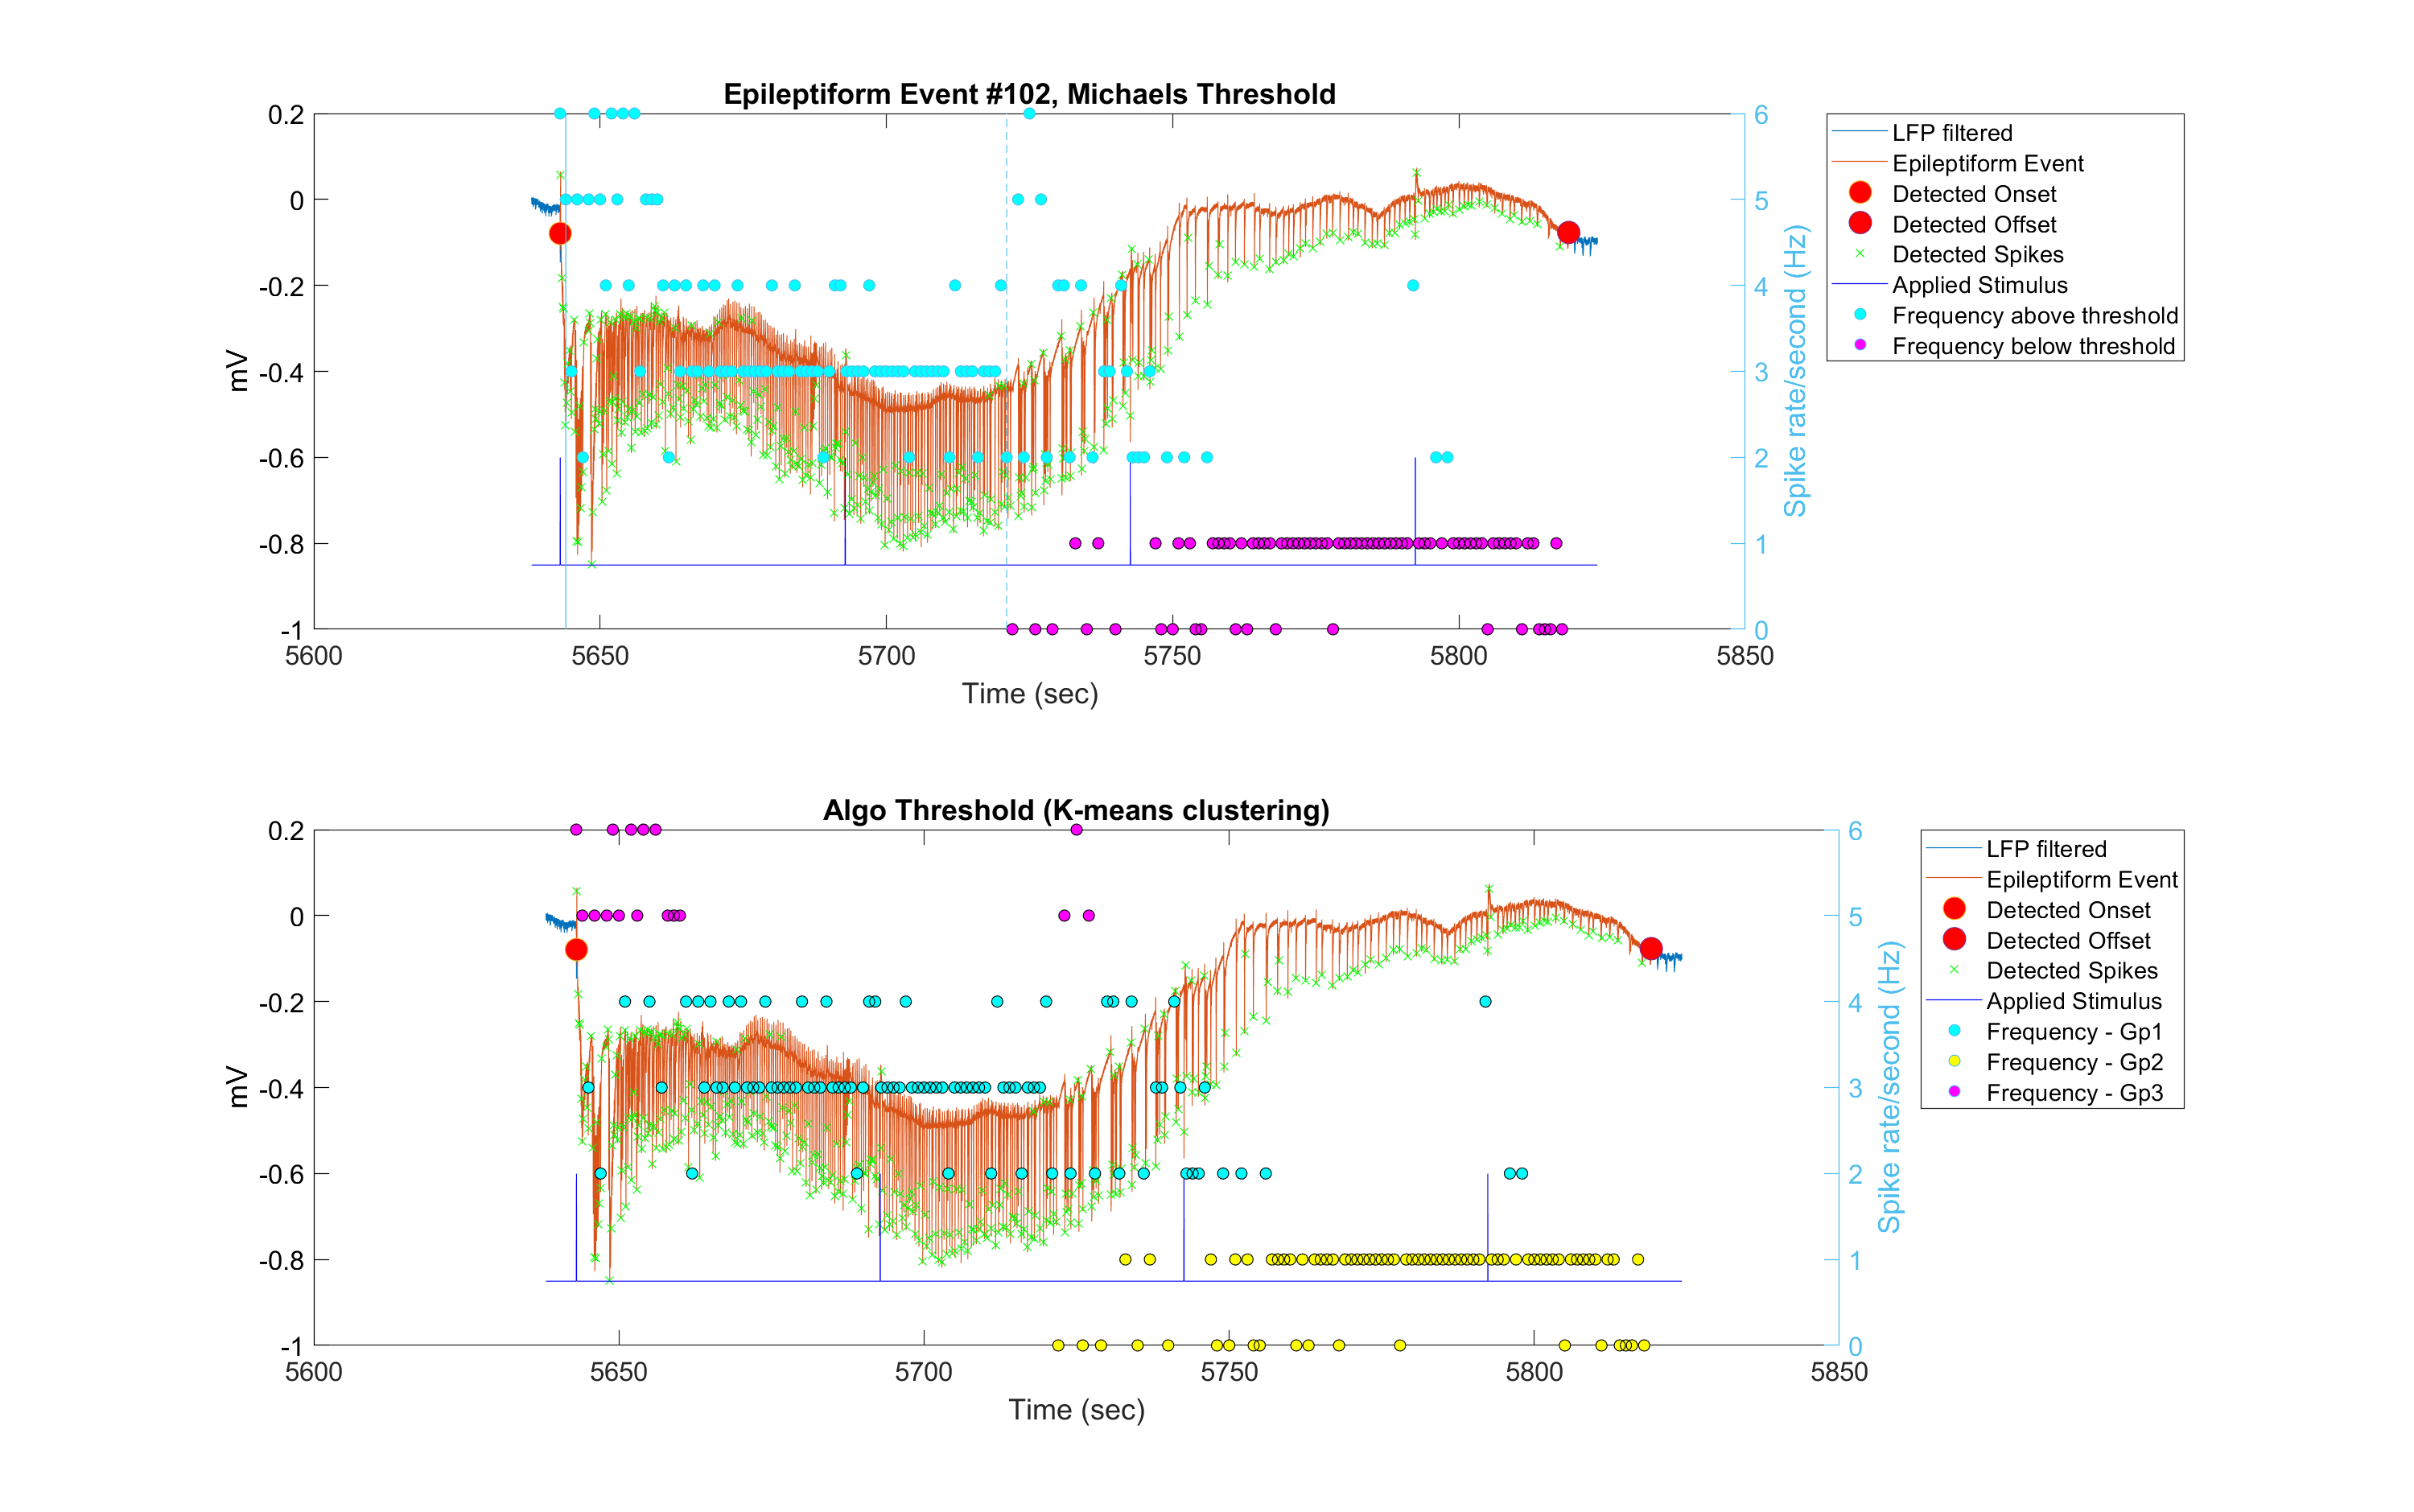 Epileptiform Event #102, Michaels Threshold
0.2
0
-0.2
-0.4
-0.6
-0.8
-1
mV
5600
5650
5700
5750
5800
5850
Time (sec)
6
5
4
3
2
1
0
Spike rate/second (Hz)
LFP filtered
Epileptiform Event
Detected Onset
Detected Offset
Detected Spikes
Applied Stimulus
Frequency above threshold
Frequency below threshold
Algo Threshold (K-means clustering)
0.2
0
-0.2
-0.4
-0.6
-0.8
-1
mV
5600
5650
5700
5750
5800
5850
Time (sec)
6
5
4
3
2
1
0
Spike rate/second (Hz)
LFP filtered
Epileptiform Event
Detected Onset
Detected Offset
Detected Spikes
Applied Stimulus
Frequency - Gp1
Frequency - Gp2
Frequency - Gp3